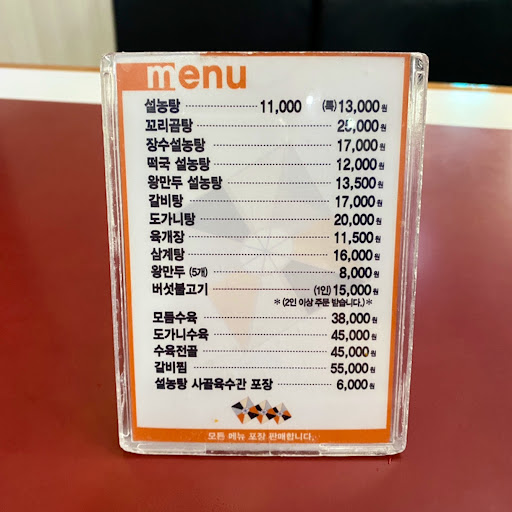 menu
설농탕 11,000 (특)13,000원
꼬리곰탕 25,000원
장수설농탕 17,000원
떡국 설농탕 12,000원
왕만두 설농탕 13,500원
갈비탕 17,000원
도가니탕 20,000원
육개장 11,500원
삼계탕 16,000원
왕만두 (5개) 8,000원
버섯불고기 (1인)15,000원
*(2인 이상 주문 받습니다.)*
모듬수육 38,000원
도가니수육 45,000원
수육전골 45,000원
갈비찜 55,000원
설농탕 사골육수간 포장 6,000원
모든 메뉴 포장 판매합니다.